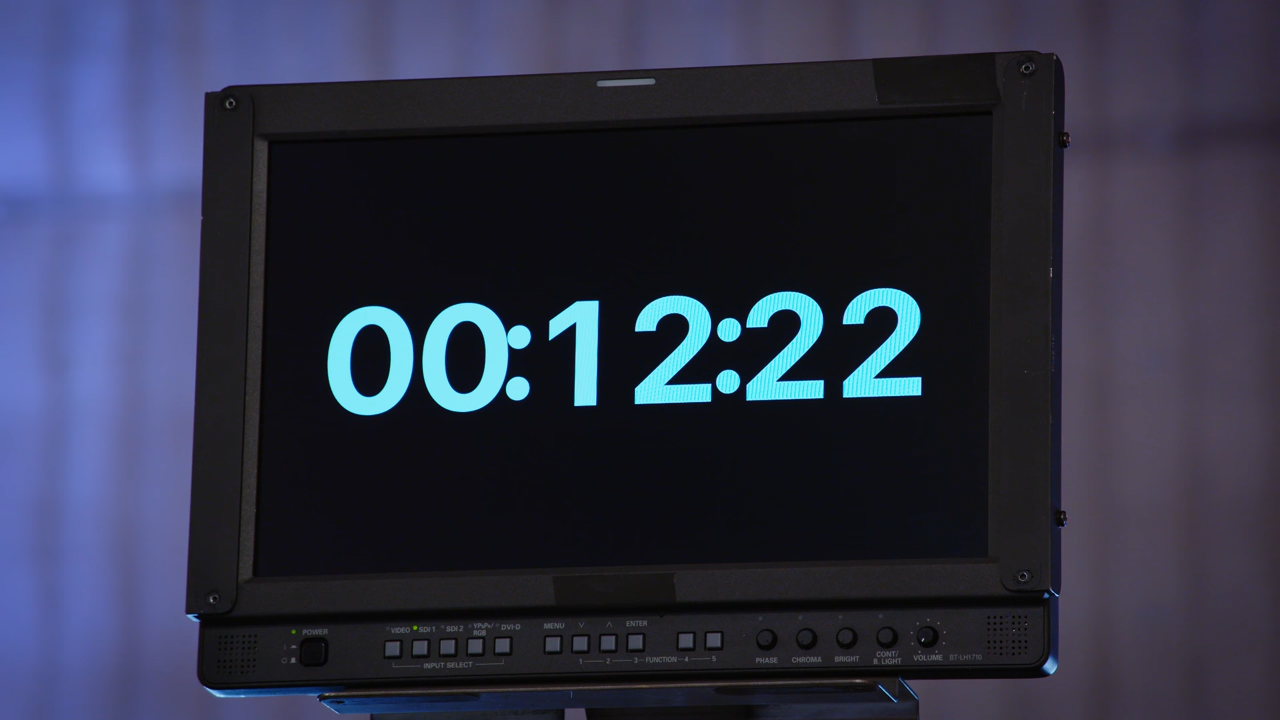 00:12:22
POWER
VIDEO SDI 1 SDI 2 YPBPR/RGB DVI-D
INPUT SELECT
MENU ENTER
1 2 3 FUNCTION 4 5
PHASE CHROMA BRIGHT CONT/B. LIGHT VOLUME
BT-LH1710